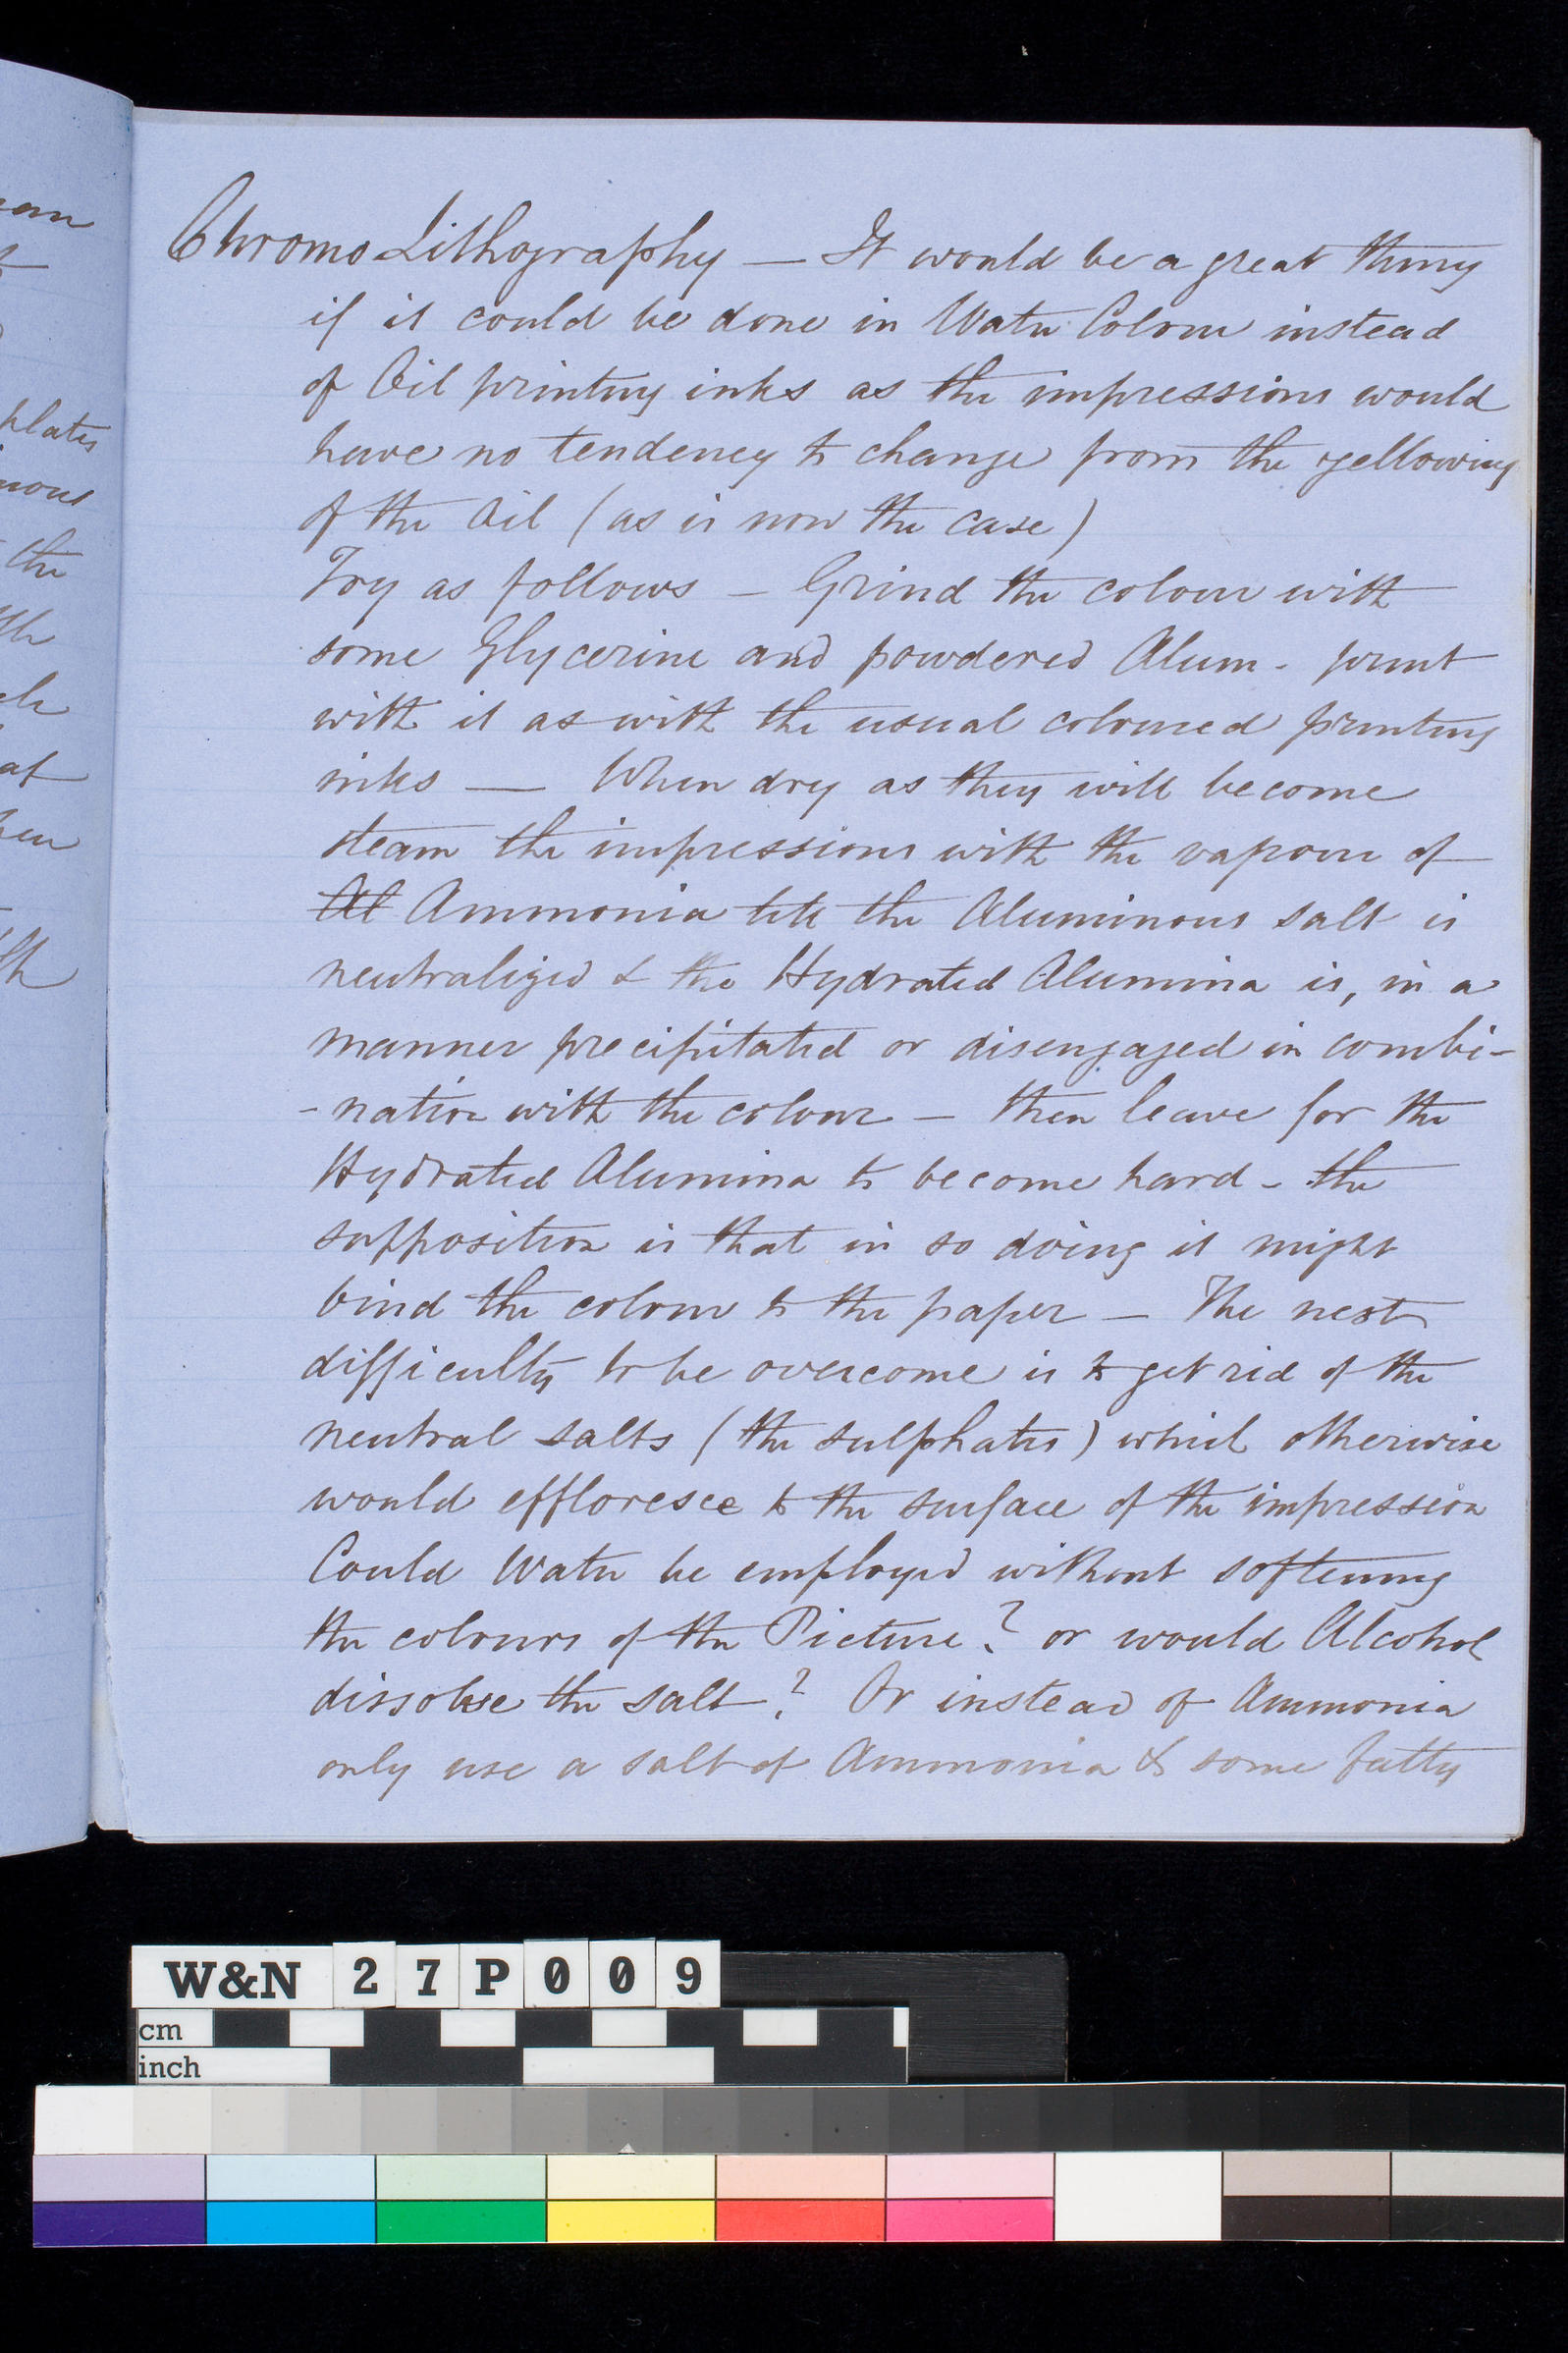 Chromo Lithography — It would be a great thing
if it could be done in Water Colour instead
of Oil printing inks as the impressions would
have no tendency to change from the yellowing
of the Oil (as is now the case)
Try as follows — Grind the colour with
some Glycerine and powdered Alum - print
with it as with the usual coloured printing
inks — When dry as they will become
steam the impressions with the vapour of
Al Ammonia till the Aluminous salt is
neutralized & the Hydrated Alumina is, in a
manner precipitated or disengaged in combi-
-nation with the colour — then leave for the
Hydrated Alumina to become hard - the
supposition is that in so doing it might
bind the colour to the paper — The next
difficulty to be overcome is to get rid of the
neutral salts (the sulphates) which otherwise
would effloresce to the surface of the impression
Could Water be employed without softening
the colours of the Picture? or would Alcohol
dissolve the salt? Or instead of Ammonia
only use a salt of Ammonia & some fatty
plates
the
W&N 27P009
cm
inch